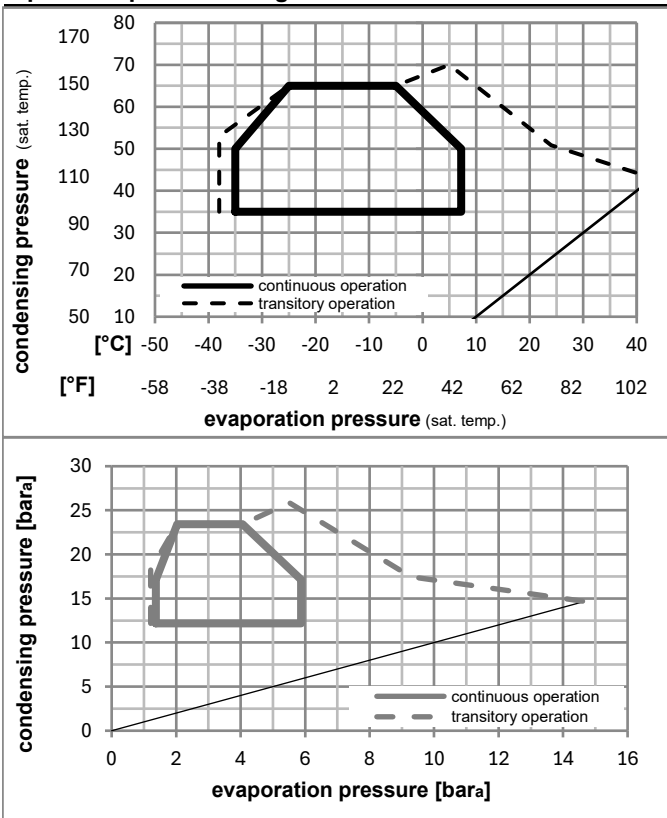 170 80
70
150
60
130
50
110
40
90
30
70
20
50 10
condensing pressure (sat. temp.)
continuous operation
transitory operation
[°C] -50 -40 -30 -20 -10 0 10 20 30 40
[°F] -58 -38 -18 2 22 42 62 82 102
evaporation pressure (sat. temp.)
30
25
20
15
10
5
0
condensing pressure [bara]
continuous operation
transitory operation
0 2 4 6 8 10 12 14 16
evaporation pressure [bara]